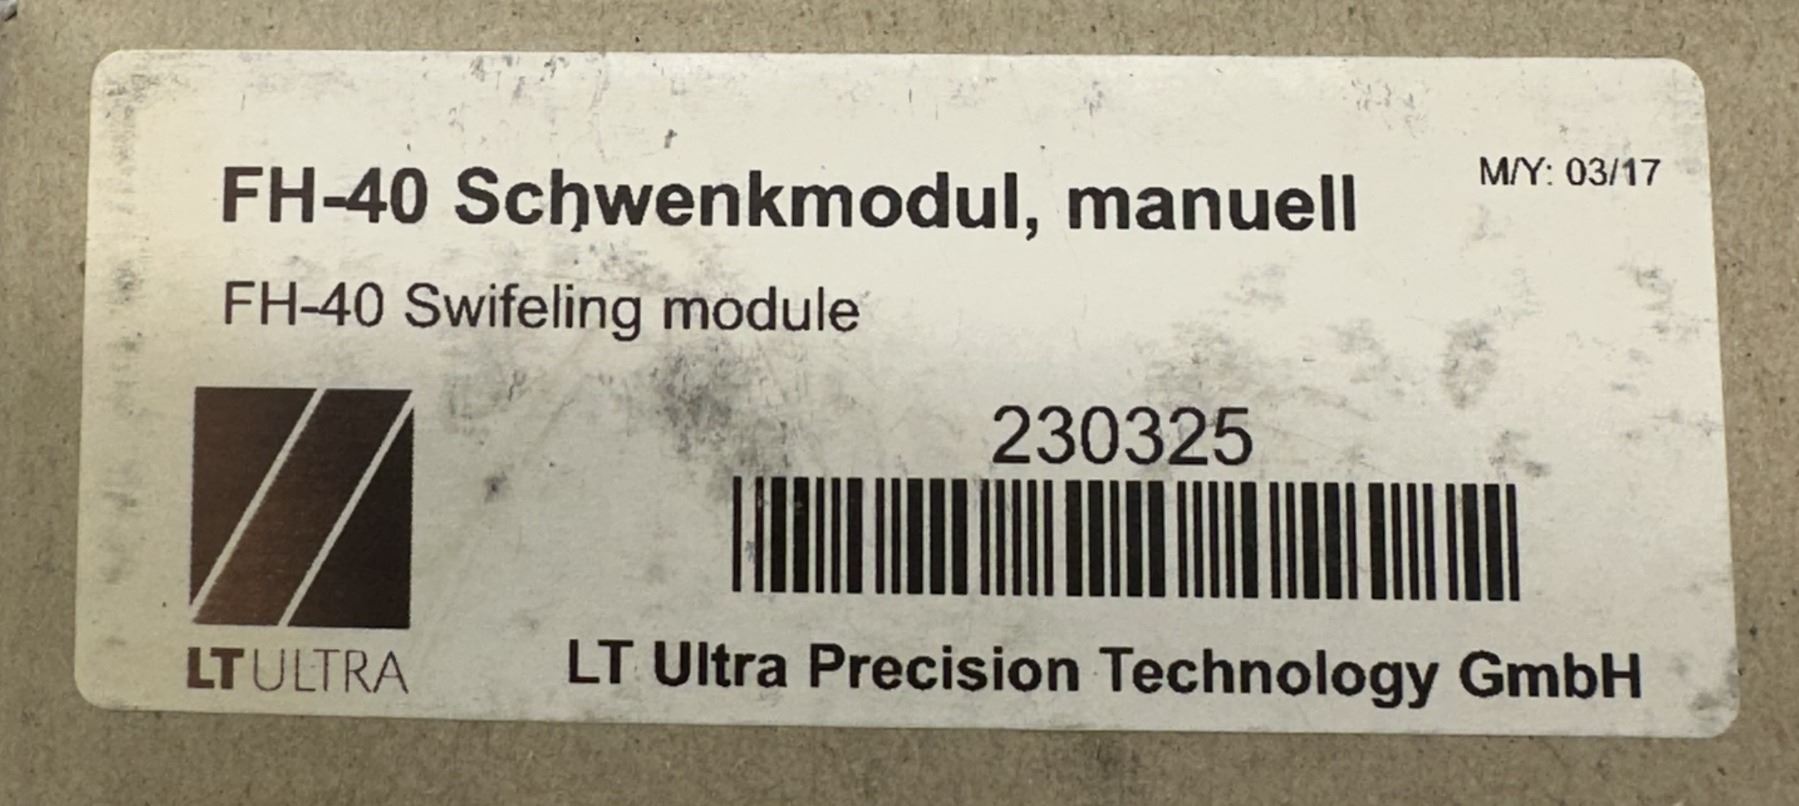 FH-40 Schwenkmodul, manuell
M/Y: 03/17
FH-40 Swifeling module
230325
LT ULTRA
LT Ultra Precision Technology GmbH